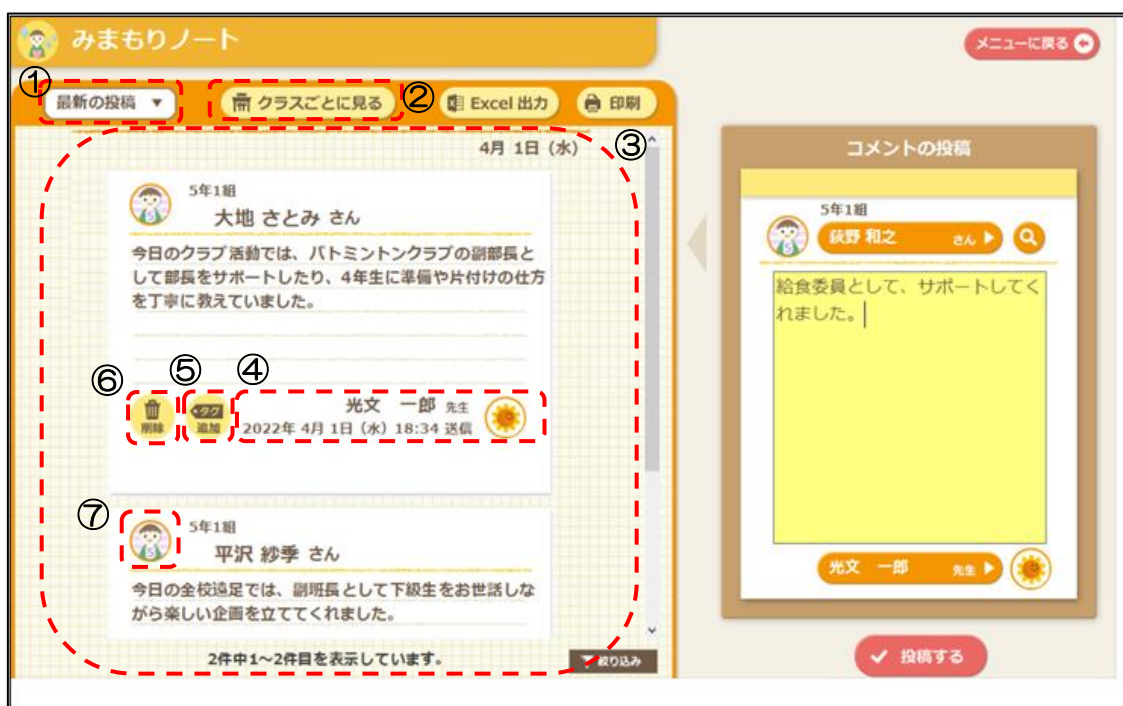 みまもりノート
メニューに戻る
①
最新の投稿 ▼
クラスごとに見る
②
Excel 出力
印刷
③
4月 1日（水）
5年1組
大地 さとみ さん
今日のクラブ活動では、バトミントンクラブの副部長と
して部長をサポートしたり、4年生に準備や片付けの仕方
を丁寧に教えていました。
⑥
⑤
④
削除
タグ
追加
光文 一郎 先生
2022年 4月 1日（水）18:34 送信
⑦
5年1組
平沢 紗季 さん
今日の全校遠足では、副班長として下級生をお世話しな
がら楽しい企画を立ててくれました。
2件中1～2件目を表示しています。
絞り込み
コメントの投稿
5年1組
荻野 和之 さん
給食委員として、サポートしてく
れました。
光文 一郎 先生
投稿する